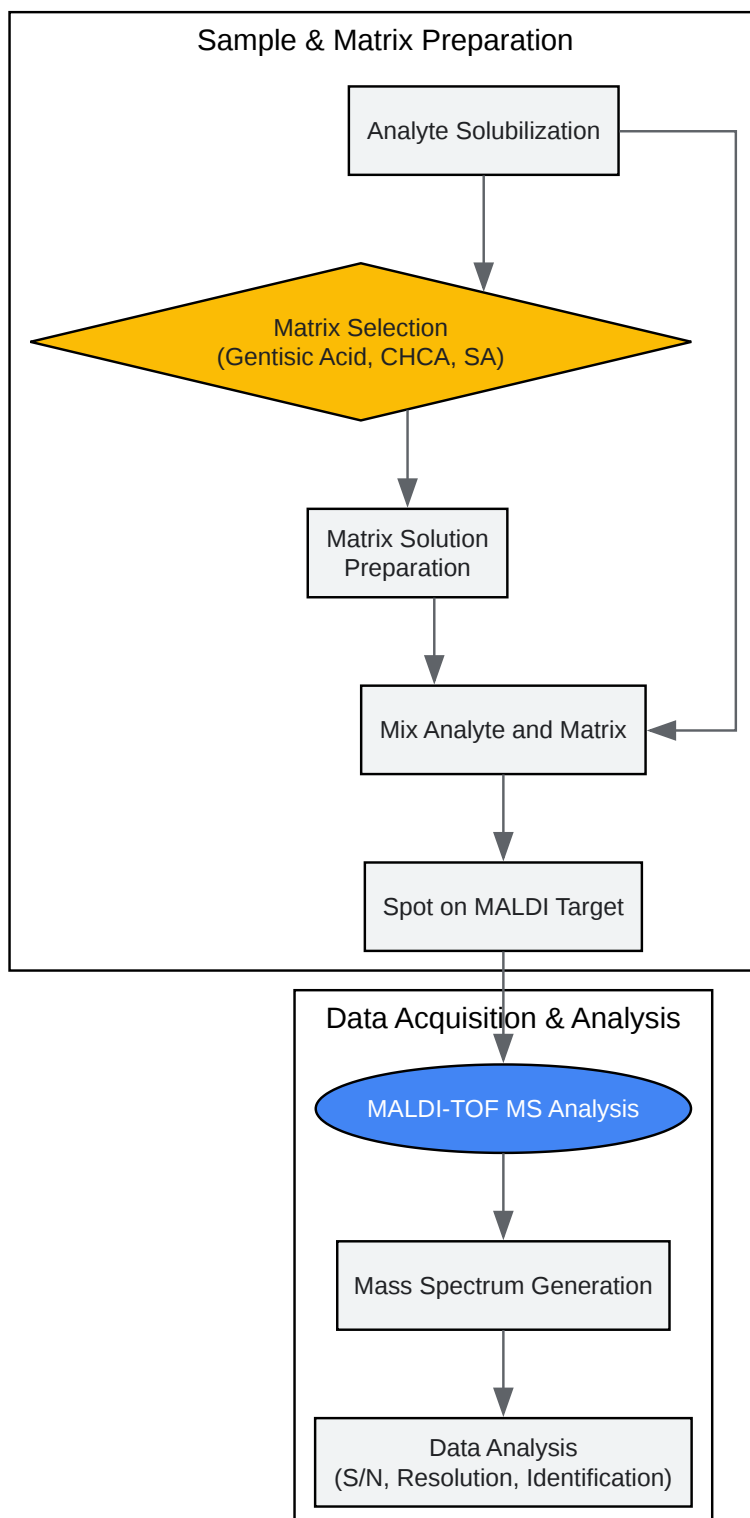 Sample & Matrix Preparation
Analyte Solubilization
Matrix Selection
(Gentisic Acid, CHCA, SA)
Matrix Solution
Preparation
Mix Analyte and Matrix
Spot on MALDI Target
Data Acquisition & Analysis
MALDI-TOF MS Analysis
Mass Spectrum Generation
Data Analysis
(S/N, Resolution, Identification)